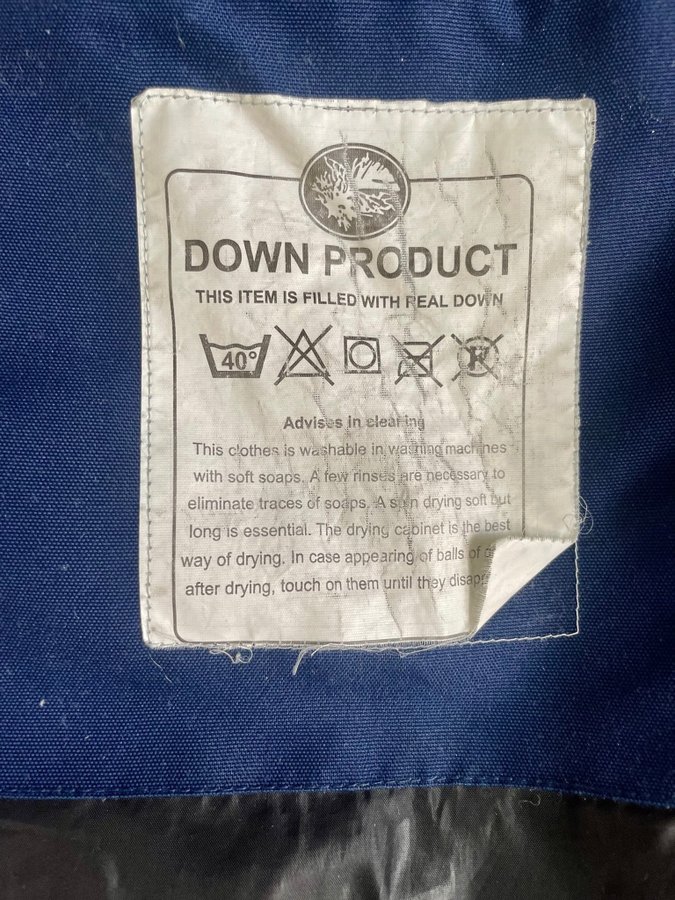 DOWN PRODUCT
THIS ITEM IS FILLED WITH REAL DOWN
40°
Advises in cleaning
This clothes is washable in washing machines
with soft soaps. A few rinses are necessary to
eliminate traces of soaps. A spin drying soft but
long is essential. The drying cabinet is the best
way of drying. In case appearing of balls of
after drying, touch on them until they